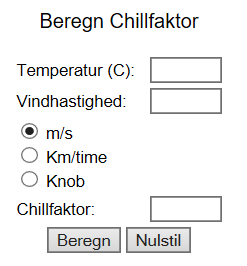 Beregn Chillfaktor
Temperatur (C):
Vindhastighed:
m/s
Km/time
Knob
Chillfaktor:
Beregn Nulstil